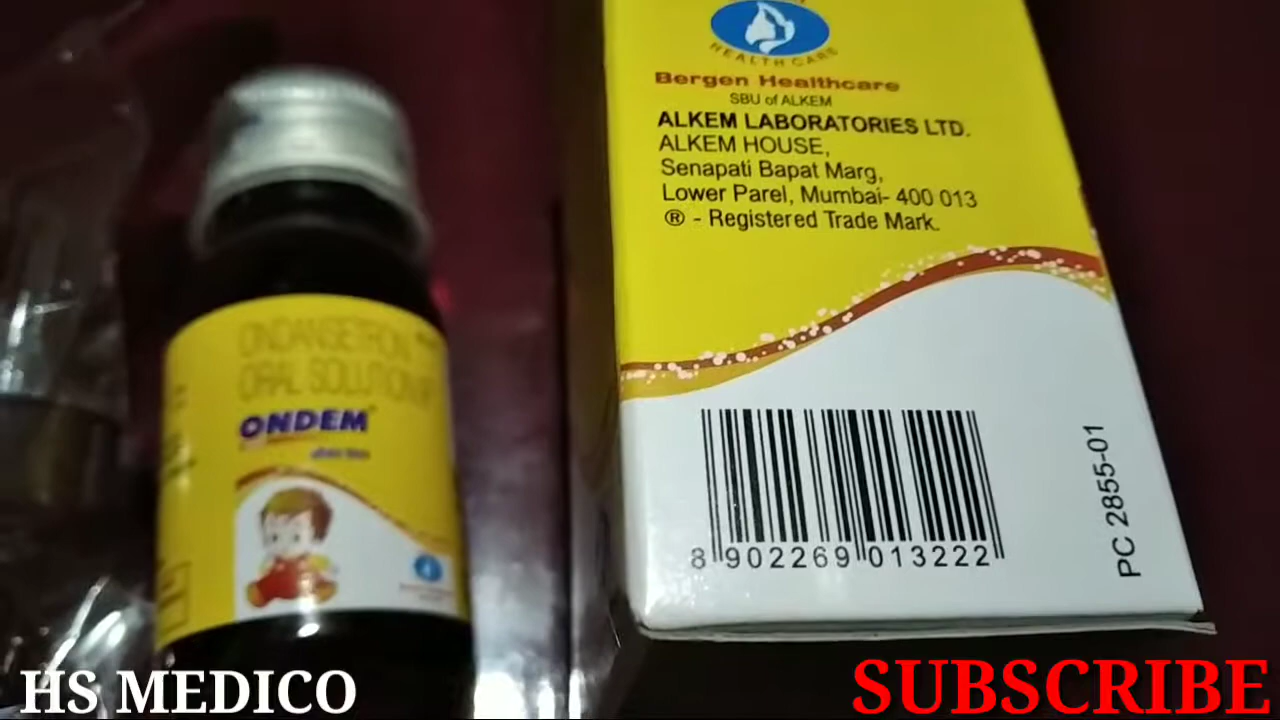 ONDANSETRON
ORAL SOLUTION
ONDEM®
HEALTH CARE
Bergen Healthcare
SBU of ALKEM
ALKEM LABORATORIES LTD.
ALKEM HOUSE,
Senapati Bapat Marg,
Lower Parel, Mumbai- 400 013
® - Registered Trade Mark.
8 902269 013222
PC 2855-01
HS MEDICO
SUBSCRIBE